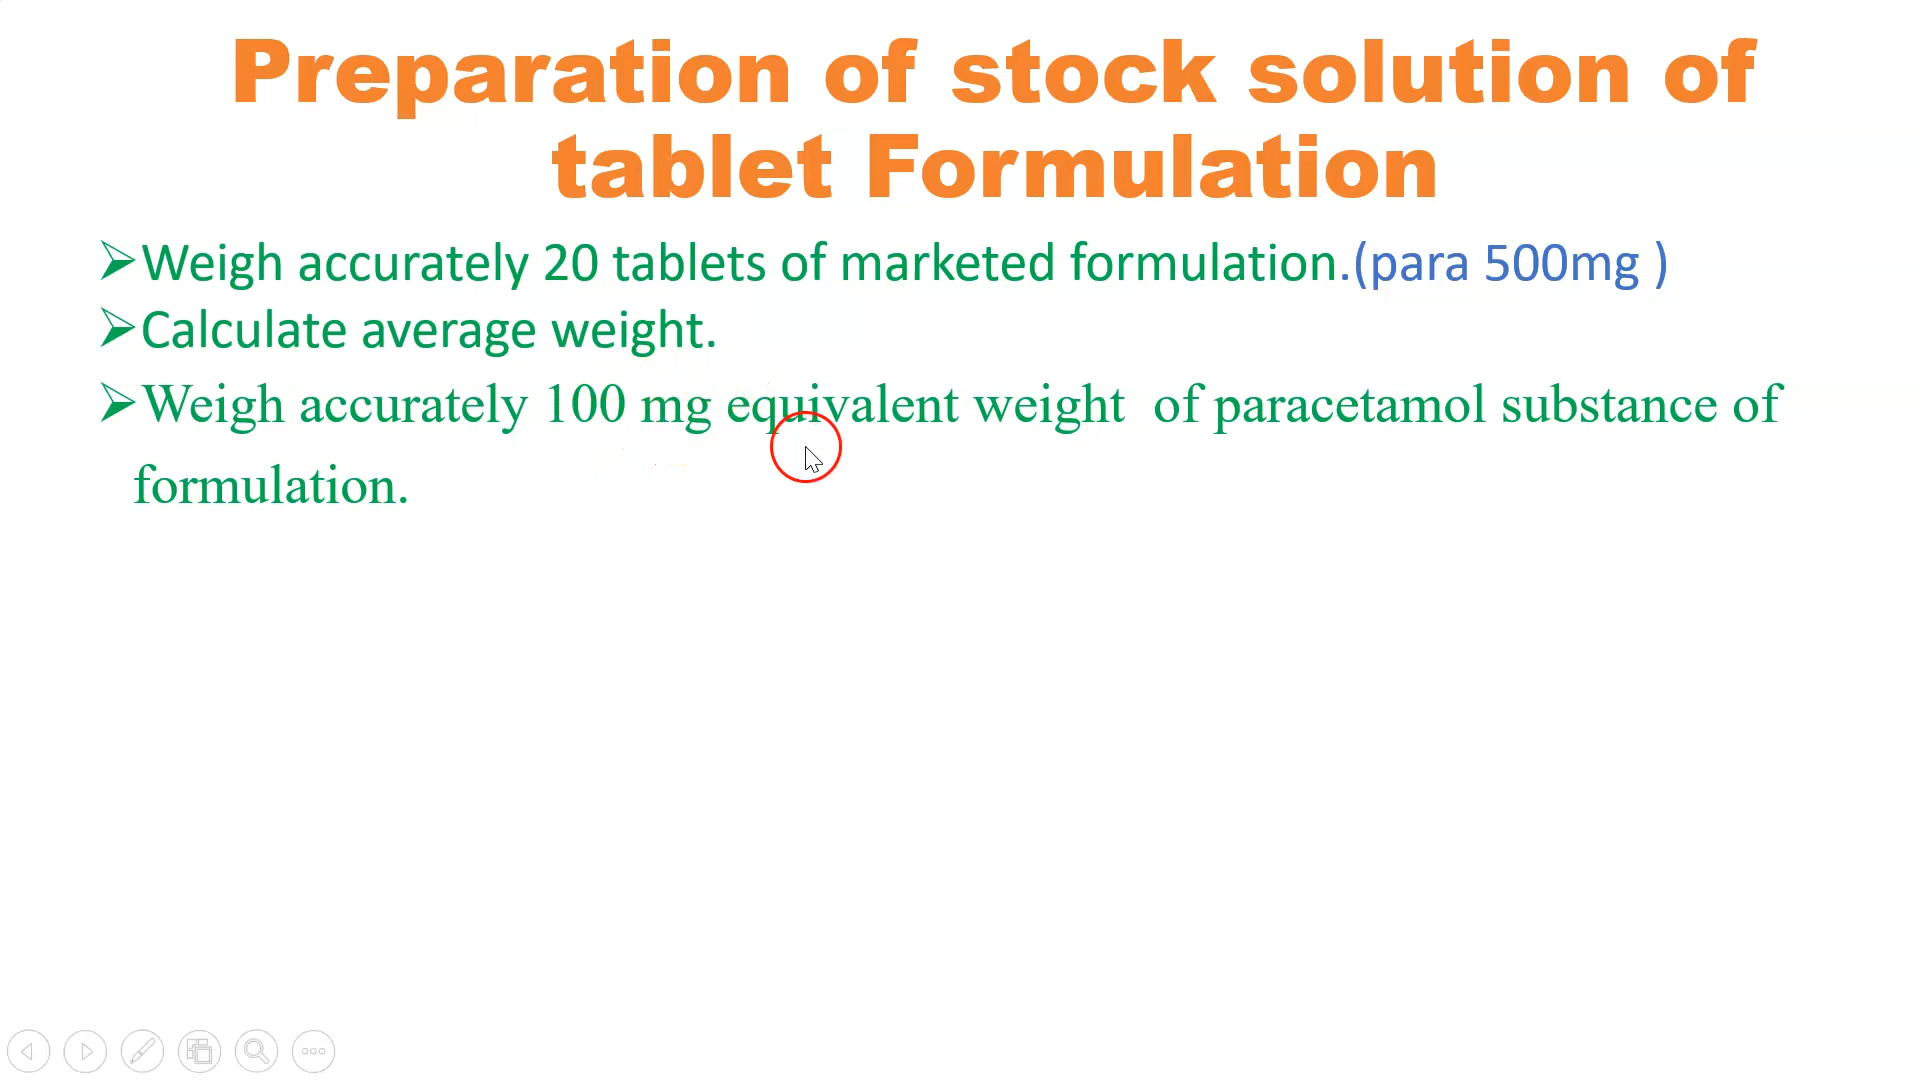 Preparation of stock solution of
tablet Formulation
➢Weigh accurately 20 tablets of marketed formulation.(para 500mg )
➢Calculate average weight.
➢Weigh accurately 100 mg equivalent weight  of paracetamol substance of
formulation.